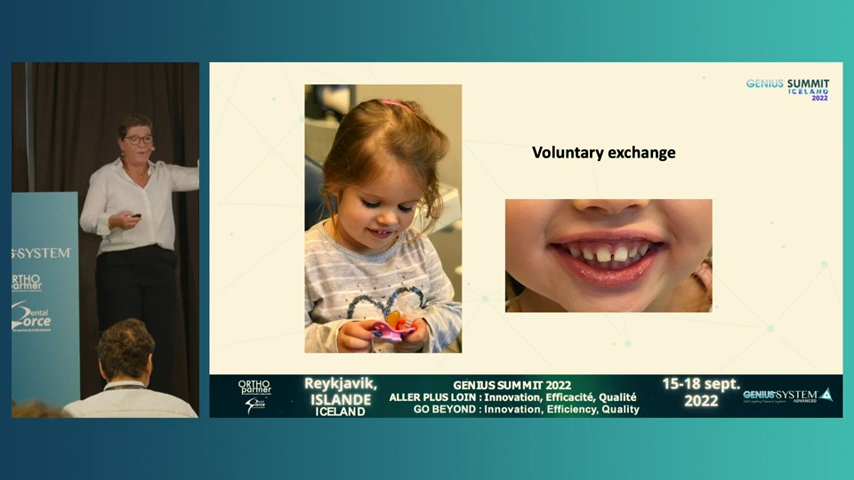 GENIUS SUMMIT
ICELAND
2022
Voluntary exchange
SYSTEM
ORTHO
partner
Dental
Force
ORTHO
partner
Reykjavik,
ISLANDE
ICELAND
GENIUS SUMMIT 2022
ALLER PLUS LOIN : Innovation, Efficacité, Qualité
GO BEYOND : Innovation, Efficiency, Quality
15-18 sept.
2022
GENIUS SYSTEM
ADVANCED